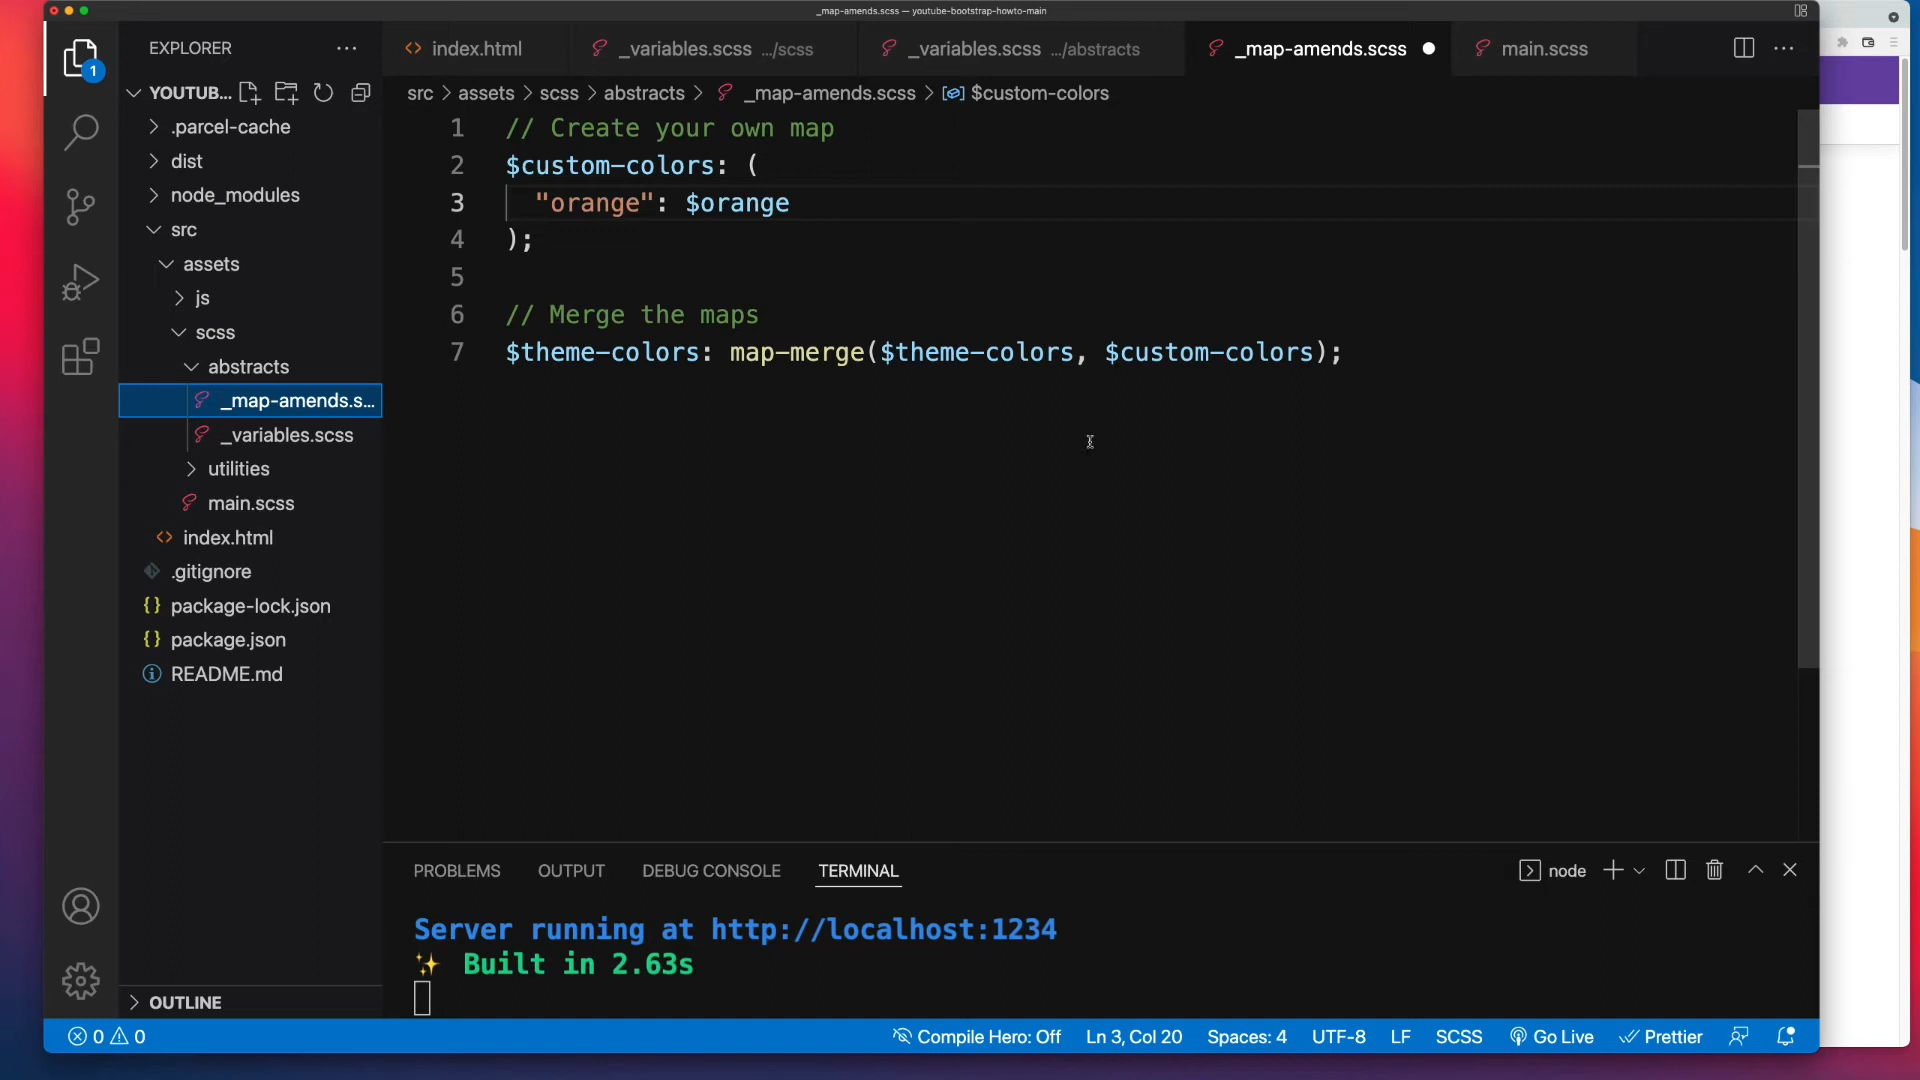 _map-amends.scss — youtube-bootstrap-howto-main
EXPLORER
index.html
_variables.scss .../scss
_variables.scss .../abstracts
_map-amends.scss
main.scss
YOUTUB...
src > assets > scss > abstracts > _map-amends.scss > $custom-colors
.parcel-cache
dist
node_modules
src
assets
js
scss
abstracts
_map-amends.s...
_variables.scss
utilities
main.scss
index.html
.gitignore
package-lock.json
package.json
README.md
OUTLINE
1 // Create your own map
2 $custom-colors: (
3 "orange": $orange
4 );
5
6 // Merge the maps
7 $theme-colors: map-merge($theme-colors, $custom-colors);
PROBLEMS OUTPUT DEBUG CONSOLE TERMINAL
node
Server running at http://localhost:1234
✨ Built in 2.63s
1
0 0
Compile Hero: Off Ln 3, Col 20 Spaces: 4 UTF-8 LF SCSS Go Live Prettier